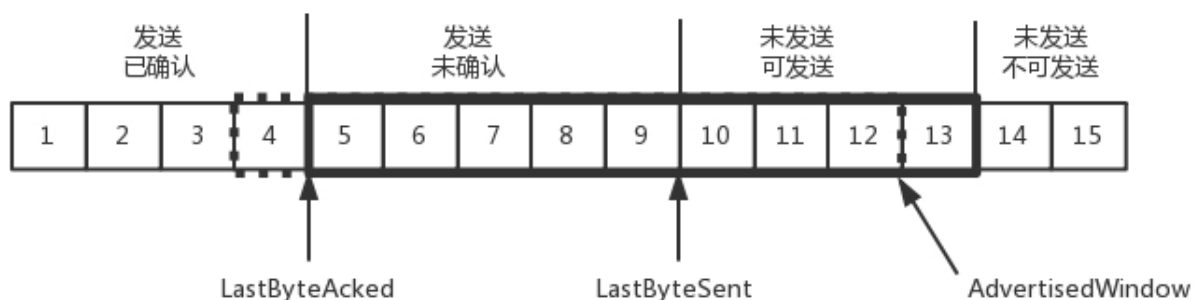 发送
已确认
发送
未确认
未发送
可发送
未发送
不可发送
1 2 3 4 5 6 7 8 9 10 11 12 13 14 15
LastByteAcked LastByteSent AdvertisedWindow